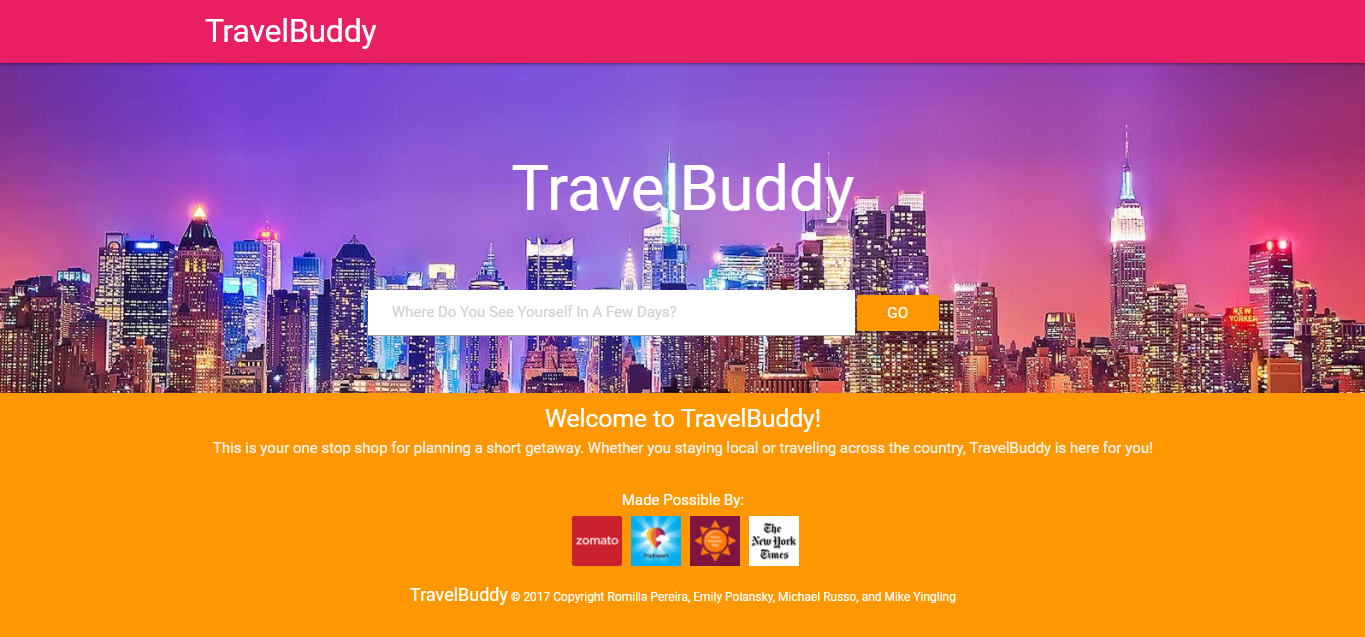 TravelBuddy
TravelBuddy
Where Do You See Yourself In A Few Days?
GO
NEW
YORKER
Welcome to TravelBuddy!
This is your one stop shop for planning a short getaway. Whether you staying local or traveling across the country, TravelBuddy is here for you!
Made Possible By:
zomato
TripExpert
The
New York
Times
TravelBuddy © 2017 Copyright Romilla Pereira, Emily Polansky, Michael Russo, and Mike Yingling